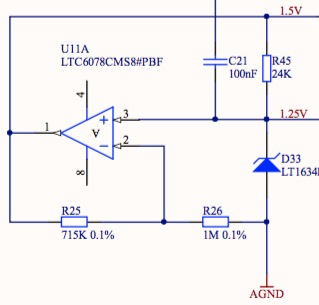 1.5V
U11A
LTC6078CMS8#PBF
C21
100nF
R45
24K
4
3
1.25V
1
A
2
8
D33
LT1634
R25
715K 0.1%
R26
1M 0.1%
AGND